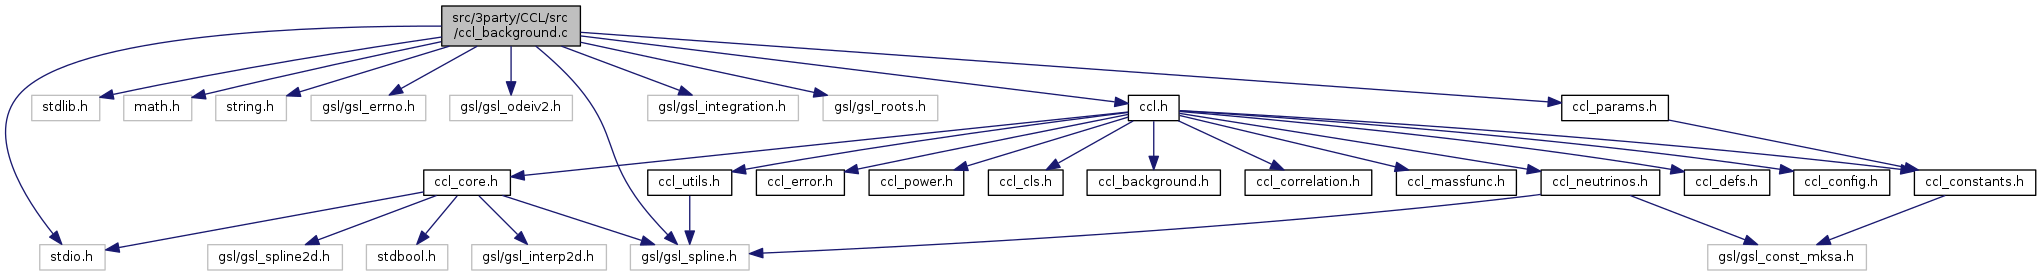 src/3party/CCL/src
/ccl_background.c
stdlib.h
math.h
string.h
gsl/gsl_errno.h
gsl/gsl_odeiv2.h
gsl/gsl_integration.h
gsl/gsl_roots.h
ccl.h
ccl_params.h
ccl_core.h
ccl_utils.h
ccl_error.h
ccl_power.h
ccl_cls.h
ccl_background.h
ccl_correlation.h
ccl_massfunc.h
ccl_neutrinos.h
ccl_defs.h
ccl_config.h
ccl_constants.h
stdio.h
gsl/gsl_spline2d.h
stdbool.h
gsl/gsl_interp2d.h
gsl/gsl_spline.h
gsl/gsl_const_mksa.h